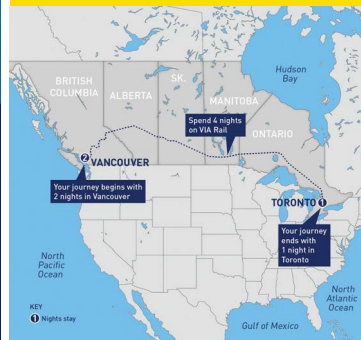 Hudson
Bay
BRITISH
COLUMBIA
ALBERTA
SK.
MANITOBA
Spend 4 nights
on VIA Rail
ONTARIO
2 VANCOUVER
Your journey begins with
2 nights in Vancouver
TORONTO 1
Your journey
ends with
1 night in
Toronto
North
Pacific
Ocean
North
Atlantic
Ocean
KEY
1 Nights stay
Gulf of Mexico